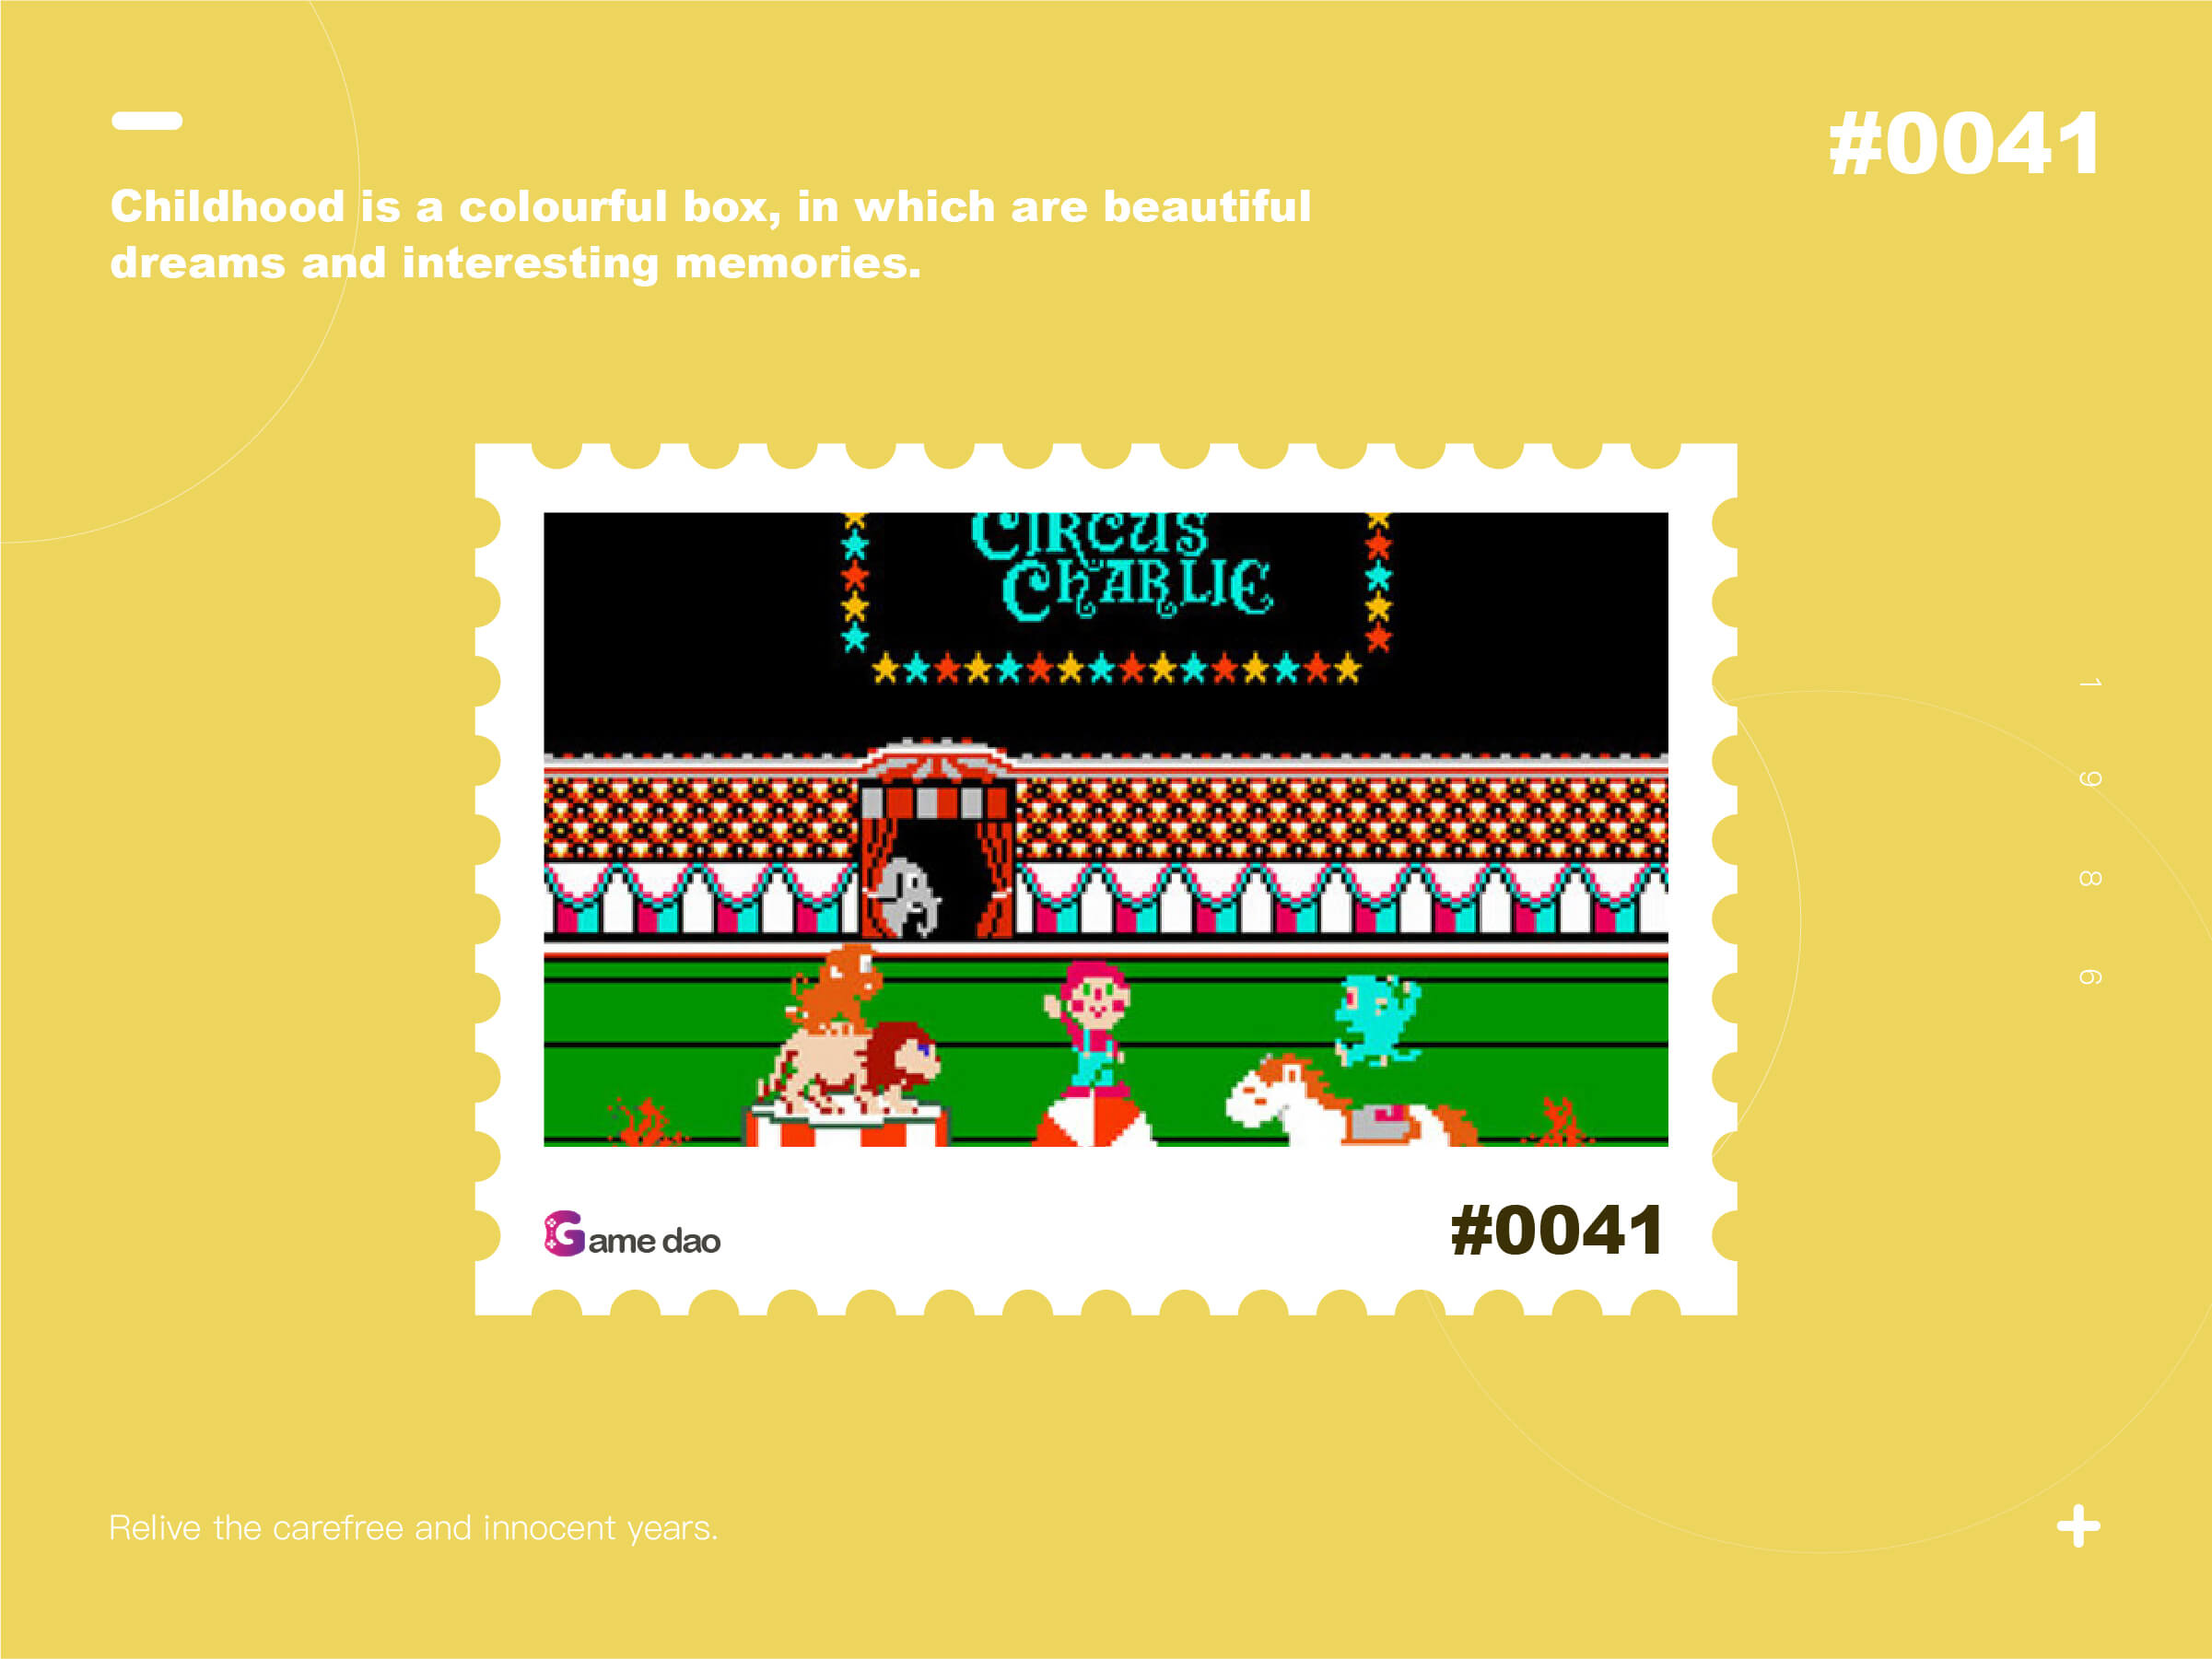 #0041
Childhood is a colourful box, in which are beautiful
dreams and interesting memories.
CIRCUS
CHARLIE
1 9 8 6
Game dao
#0041
Relive the carefree and innocent years.